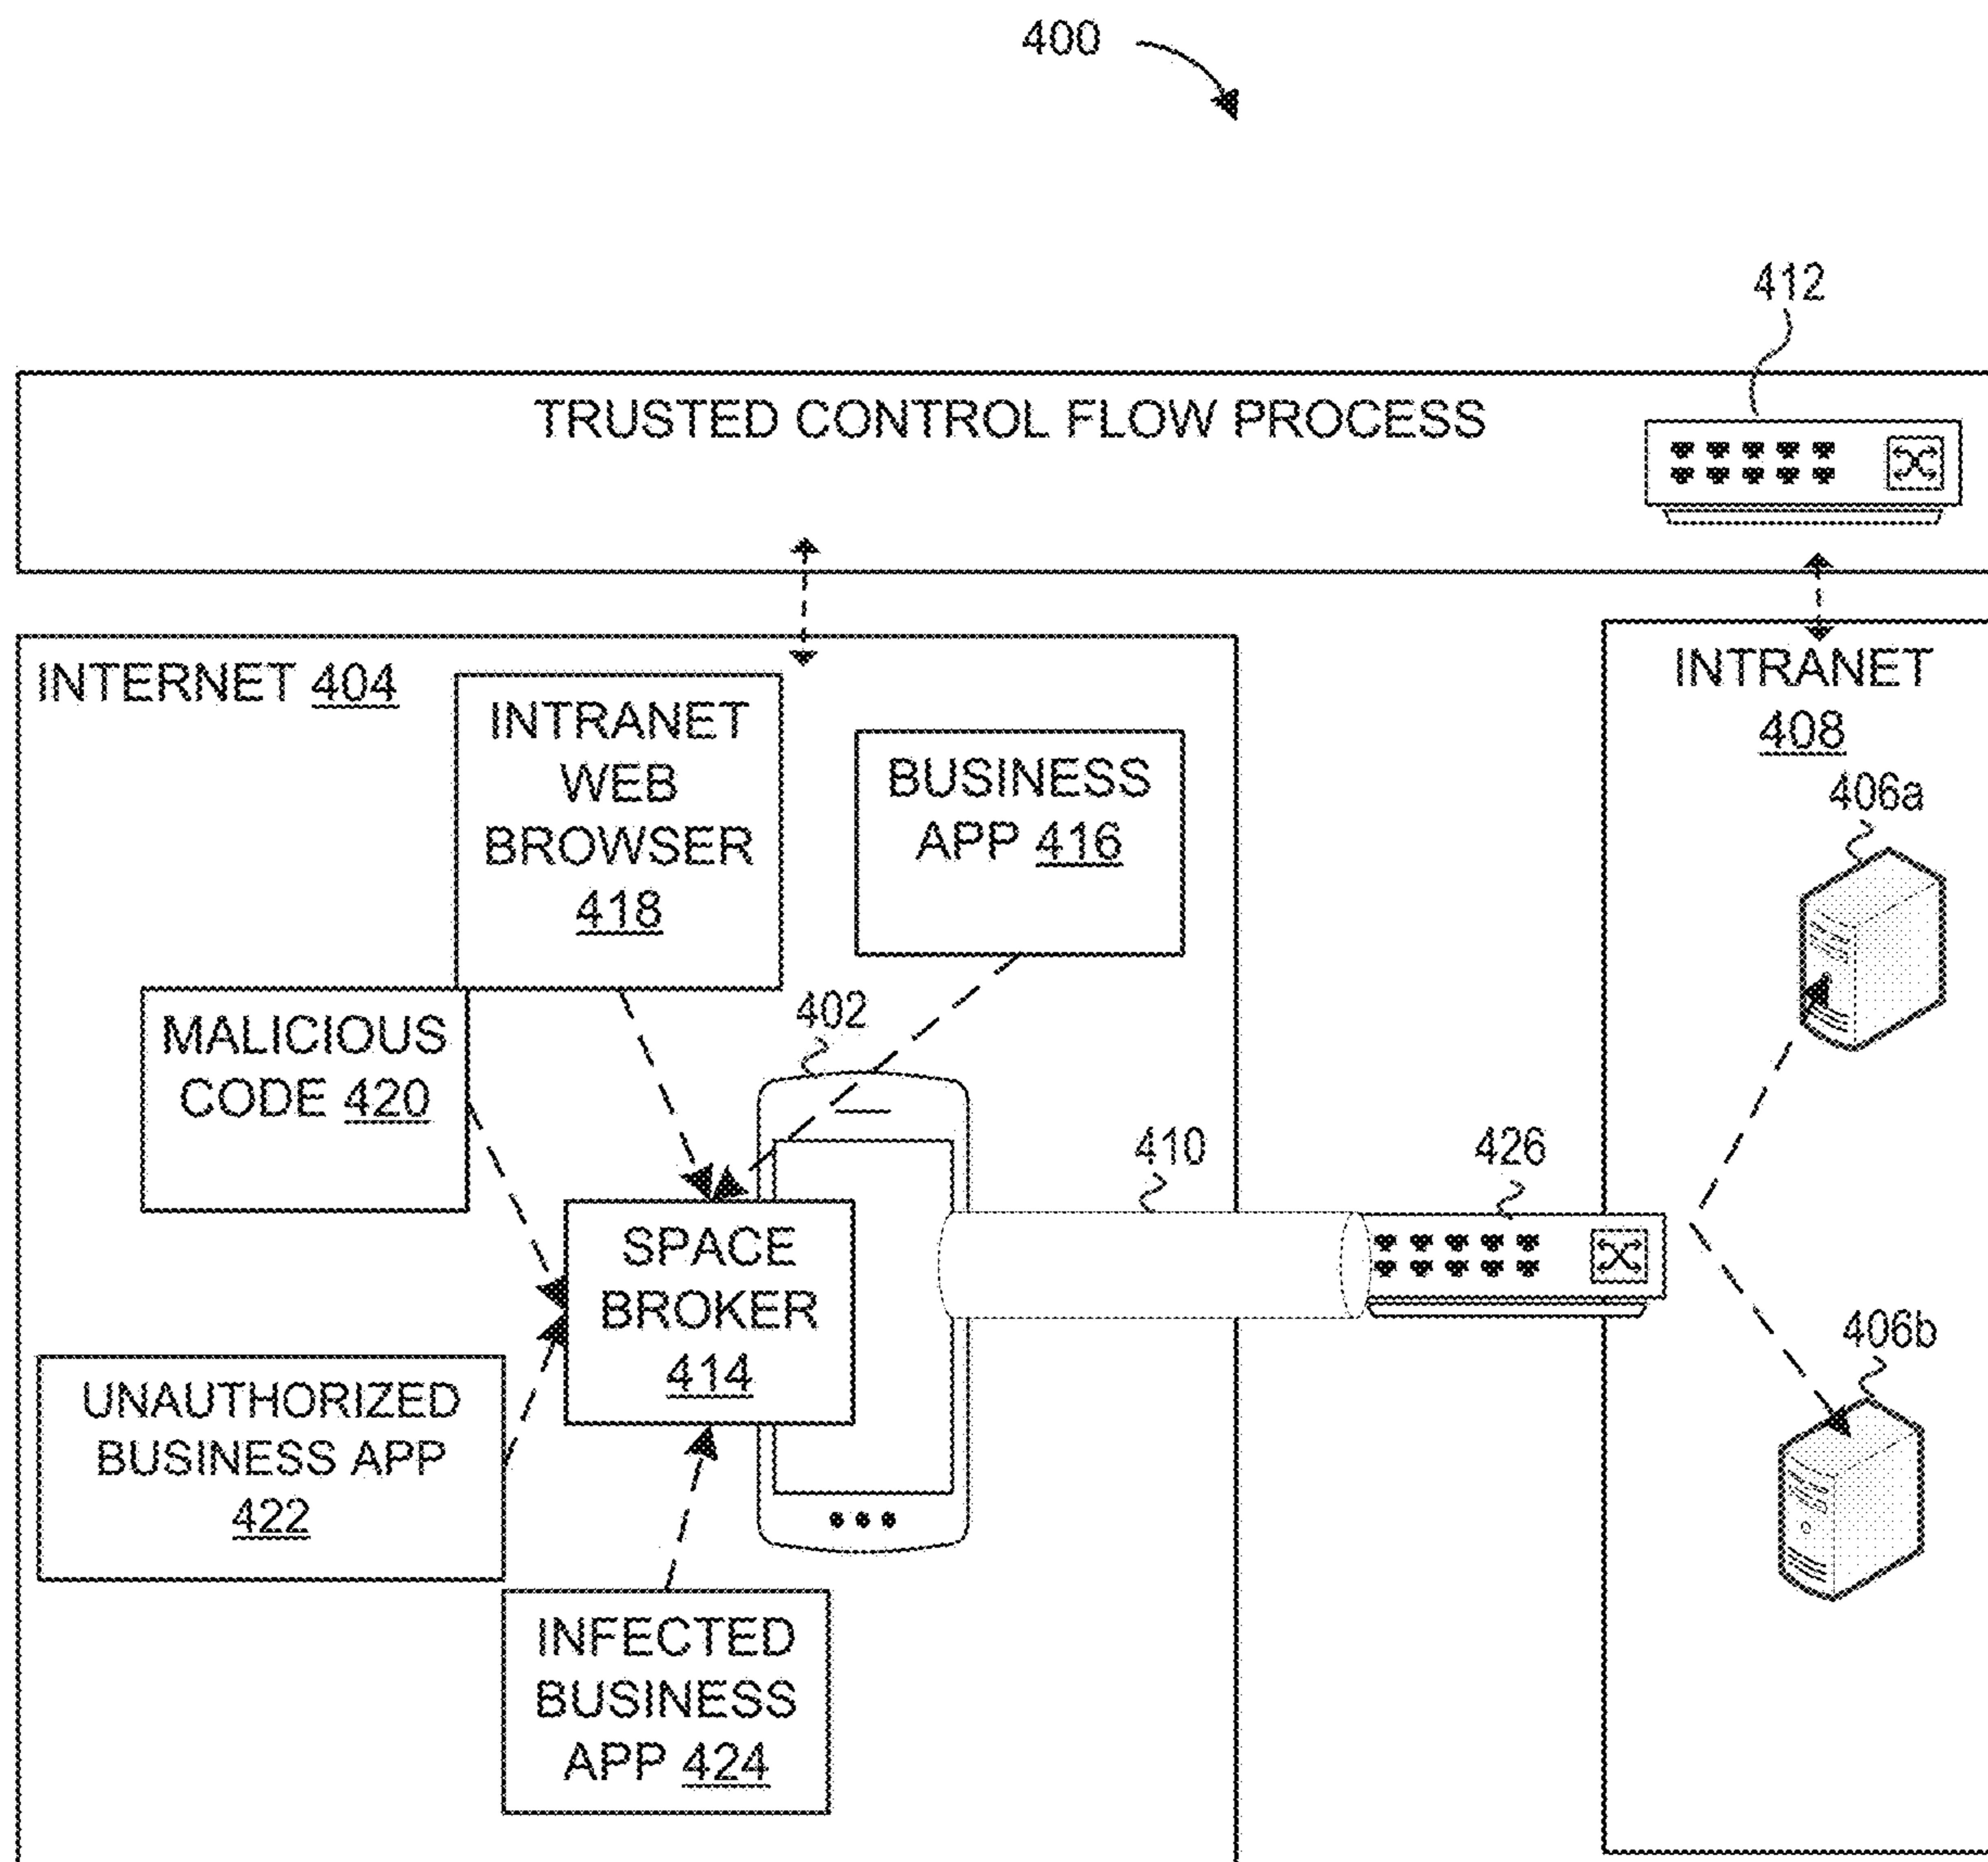 400
412
TRUSTED CONTROL FLOW PROCESS
INTERNET 404
INTRANET
WEB
BROWSER
418
BUSINESS
APP 416
INTRANET
408
406a
MALICIOUS
CODE 420
402
410
426
SPACE
BROKER
414
406b
UNAUTHORIZED
BUSINESS APP
422
INFECTED
BUSINESS
APP 424